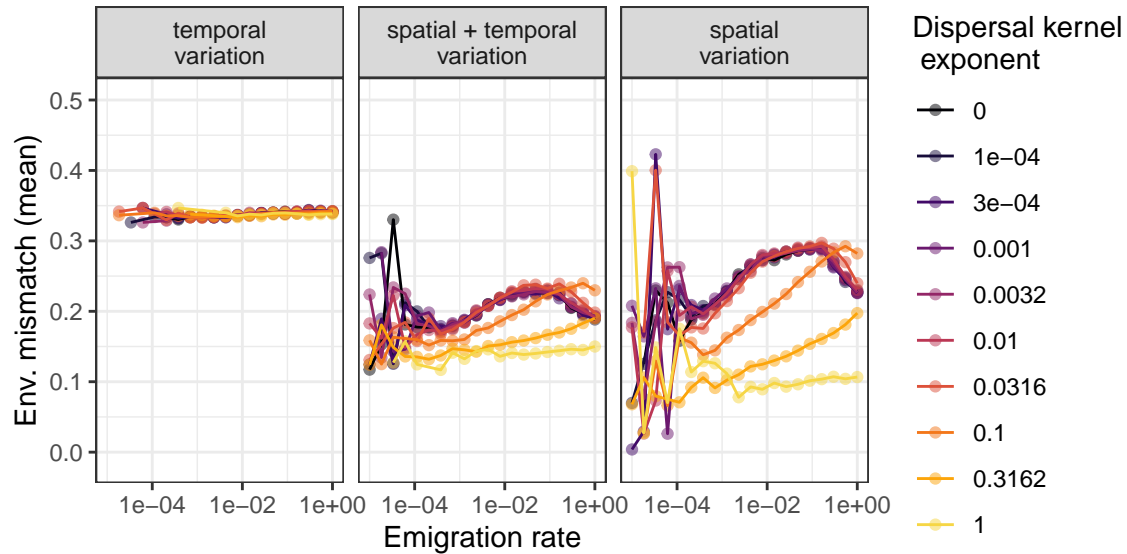 temporal
variation
spatial + temporal
variation
spatial
variation
Env. mismatch (mean)
0.5
0.4
0.3
0.2
0.1
0.0
1e−04
1e−02
1e+00
1e−04
1e−02
1e+00
1e−04
1e−02
1e+00
Emigration rate
Dispersal kernel
exponent
0
1e−04
3e−04
0.001
0.0032
0.01
0.0316
0.1
0.3162
1